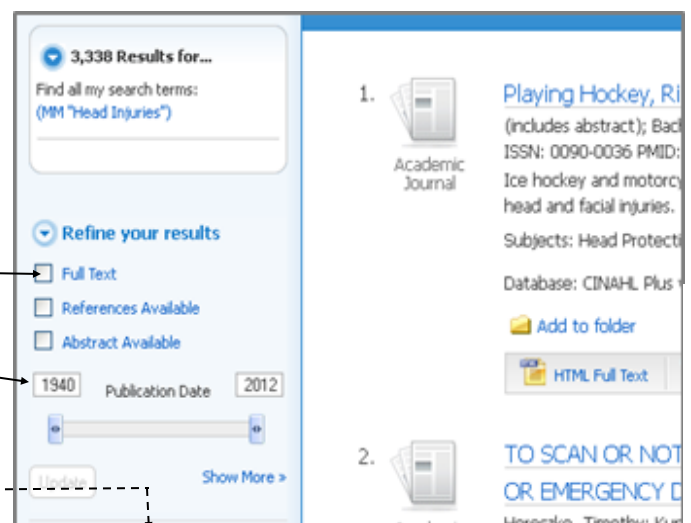 3,338 Results for...
Find all my search terms:
(MM "Head Injuries")
Refine your results
Full Text
References Available
Abstract Available
1940 Publication Date 2012
Update Show More »
1.
Academic
Journal
Playing Hockey, Ri
(includes abstract); Bach
ISSN: 0090-0036 PMID:
Ice hockey and motorcy
head and facial injuries.
Subjects: Head Protecti
Database: CINAHL Plus
Add to folder
HTML Full Text
2.
TO SCAN OR NOT
OR EMERGENCY D